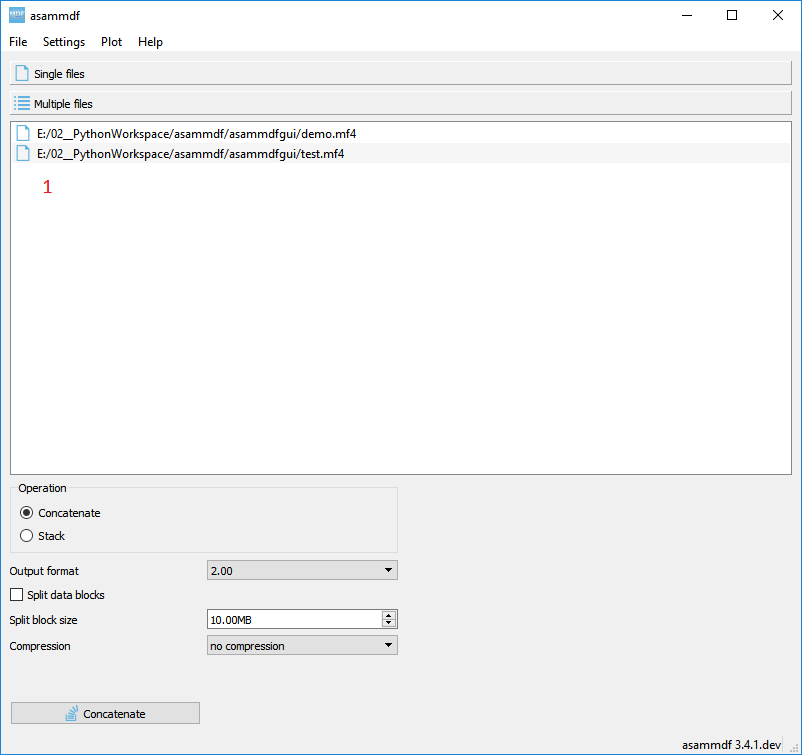 asammdf
File Settings Plot Help
Single files
Multiple files
E:/02__PythonWorkspace/asammdf/asammdfgui/demo.mf4
E:/02__PythonWorkspace/asammdf/asammdfgui/test.mf4
1
Operation
Concatenate
Stack
Output format 2.00
Split data blocks
Split block size 10.00MB
Compression no compression
Concatenate
asammdf 3.4.1.dev